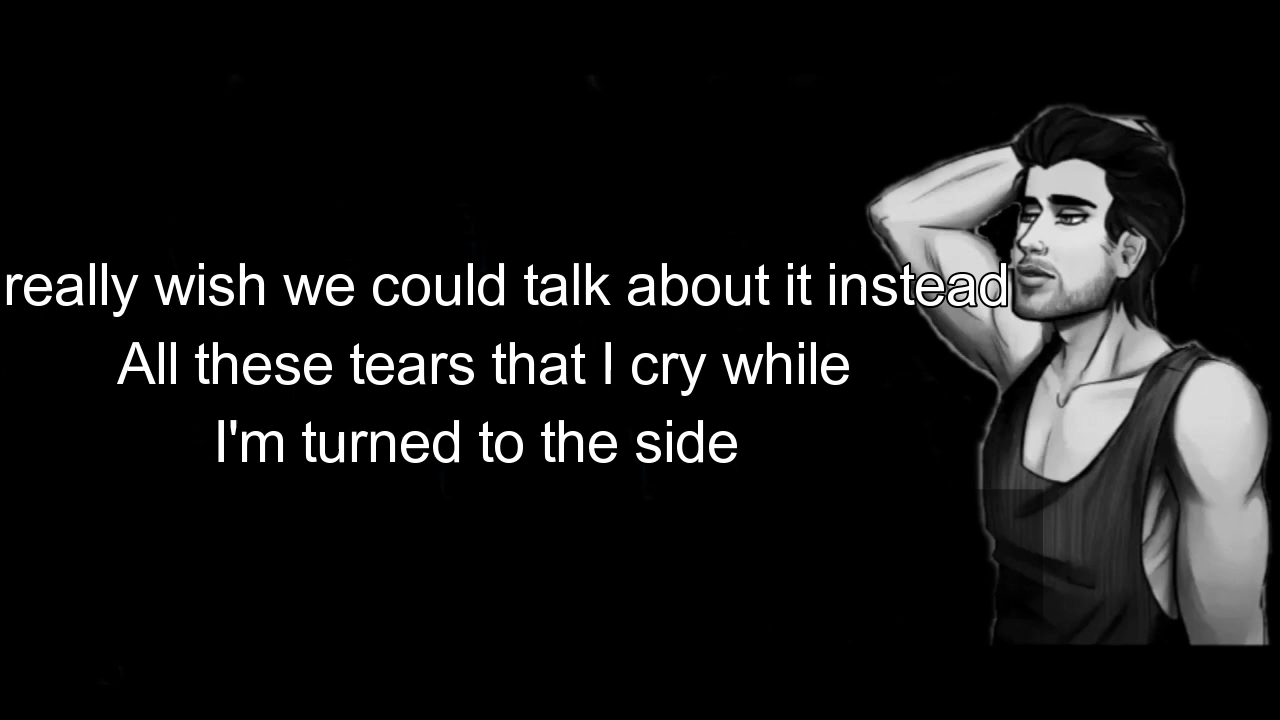 really wish we could talk about it instead
All these tears that I cry while
I'm turned to the side